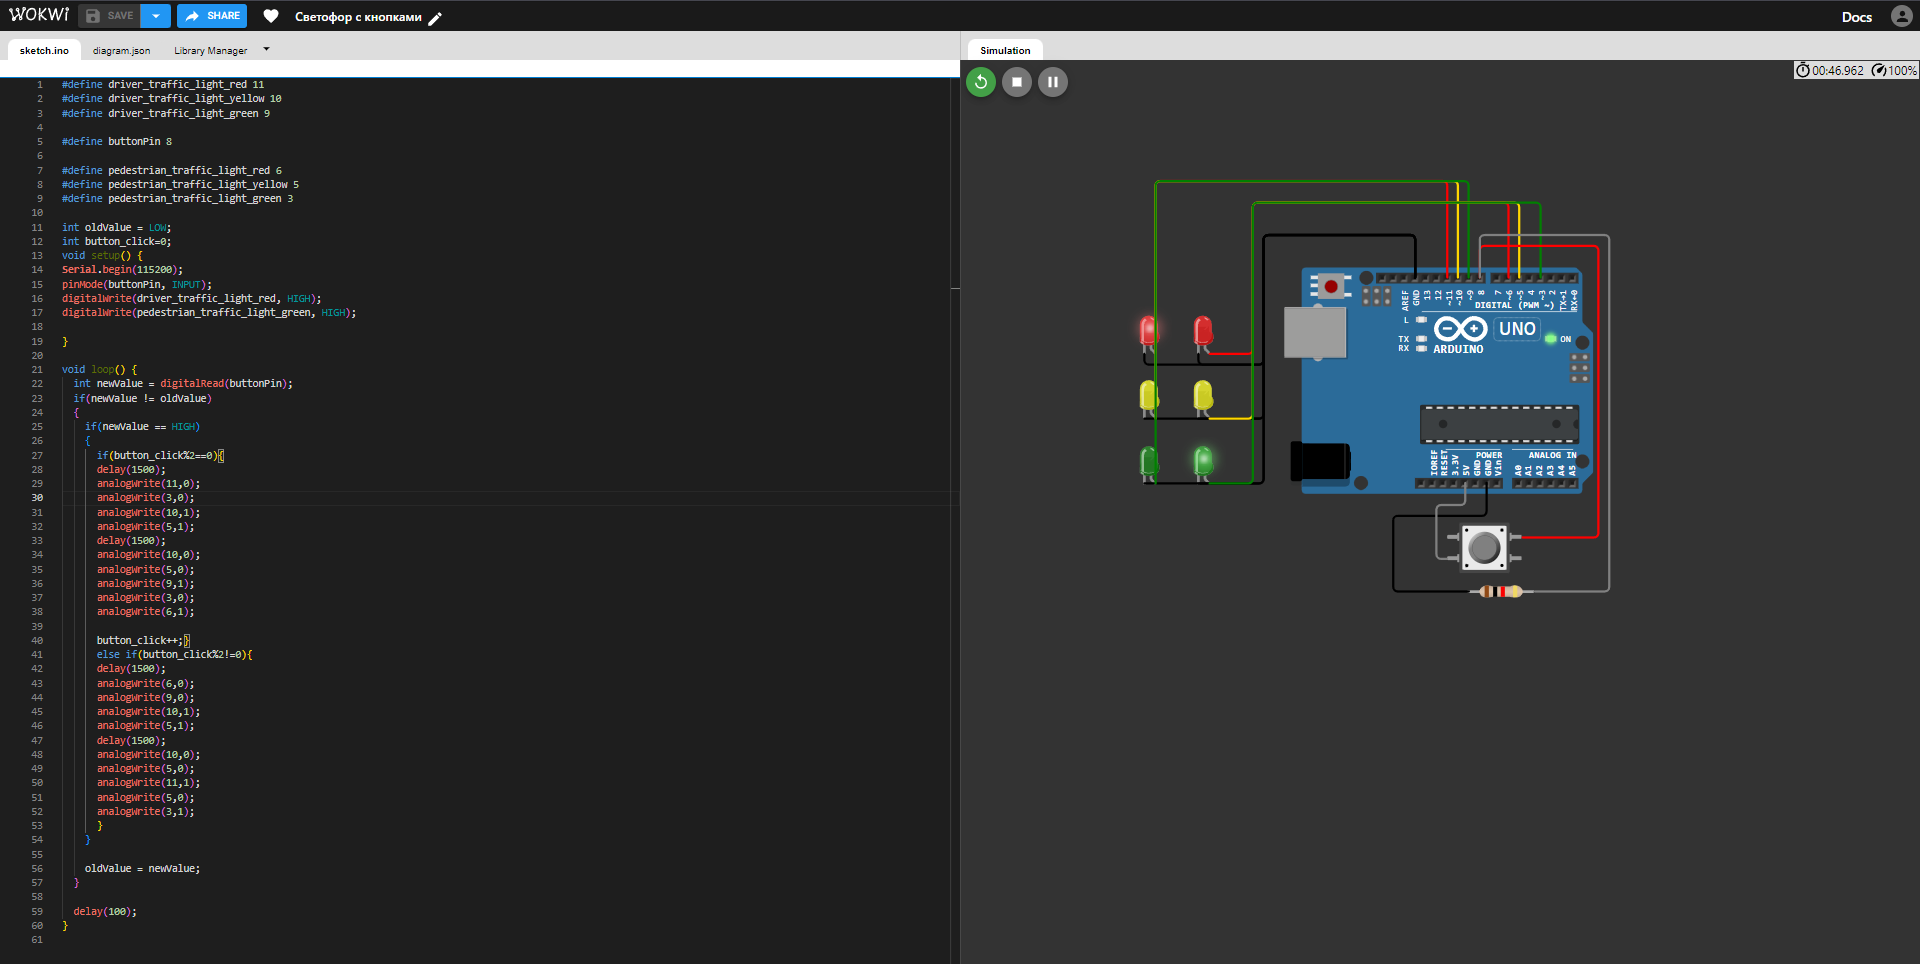 WOKWI SAVE SHARE Светофор с кнопками Docs
sketch.ino diagram.json Library Manager Simulation
00:46.962 100%
1 #define driver_traffic_light_red 11
2 #define driver_traffic_light_yellow 10
3 #define driver_traffic_light_green 9
4
5 #define buttonPin 8
6
7 #define pedestrian_traffic_light_red 6
8 #define pedestrian_traffic_light_yellow 5
9 #define pedestrian_traffic_light_green 3
10
11 int oldValue = LOW;
12 int button_click=0;
13 void setup() {
14 Serial.begin(115200);
15 pinMode(buttonPin, INPUT);
16 digitalWrite(driver_traffic_light_red, HIGH);
17 digitalWrite(pedestrian_traffic_light_green, HIGH);
18
19 }
20
21 void loop() {
22 int newValue = digitalRead(buttonPin);
23 if(newValue != oldValue)
24 {
25 if(newValue == HIGH)
26 {
27 if(button_click%2==0){
28 delay(1500);
29 analogWrite(11,0);
30 analogWrite(3,0);
31 analogWrite(10,1);
32 analogWrite(5,1);
33 delay(1500);
34 analogWrite(10,0);
35 analogWrite(5,0);
36 analogWrite(9,1);
37 analogWrite(3,0);
38 analogWrite(6,1);
39
40 button_click++;}
41 else if(button_click%2!=0){
42 delay(1500);
43 analogWrite(6,0);
44 analogWrite(9,0);
45 analogWrite(10,1);
46 analogWrite(5,1);
47 delay(1500);
48 analogWrite(10,0);
49 analogWrite(5,0);
50 analogWrite(11,1);
51 analogWrite(5,0);
52 analogWrite(3,1);
53 }
54 }
55
56 oldValue = newValue;
57 }
58
59 delay(100);
60 }
61
AREF GND 13 12 ~11 ~10 ~9 8 7 ~6 ~5 4 ~3 2 TX→1 RX←0
DIGITAL (PWM ~)
L
TX
RX
UNO
ON
ARDUINO
POWER ANALOG IN
IOREF RESET 3.3V 5V GND GND Vin A0 A1 A2 A3 A4 A5